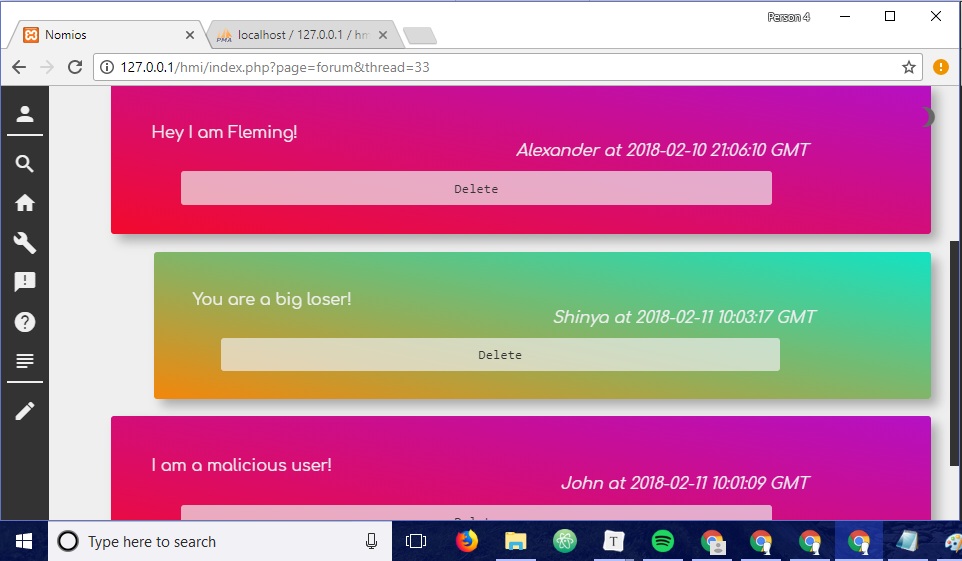 Person 4
Nomios
localhost / 127.0.0.1 / hm
127.0.0.1/hmi/index.php?page=forum&thread=33
Hey I am Fleming!
Alexander at 2018-02-10 21:06:10 GMT
Delete
You are a big loser!
Shinya at 2018-02-11 10:03:17 GMT
Delete
I am a malicious user!
John at 2018-02-11 10:01:09 GMT
Type here to search